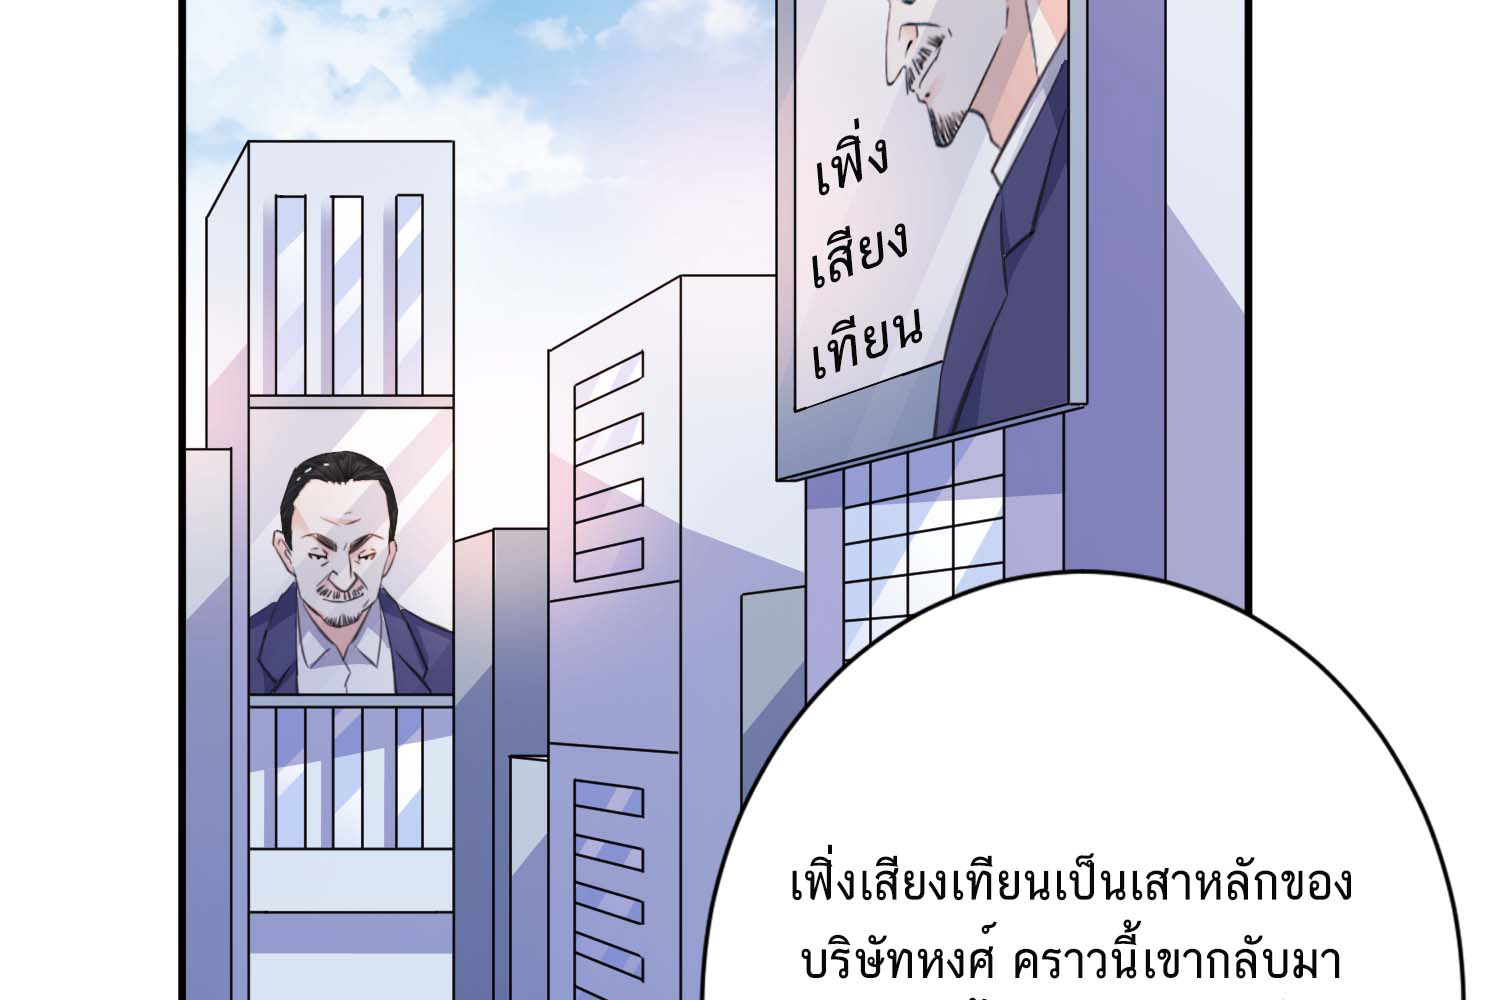 เฟิ่ง
เสียง
เทียน
เฟิ่งเสียงเทียนเป็นเสาหลักของ
บริษัทหงศ์ คราวนี้เขากลับมา